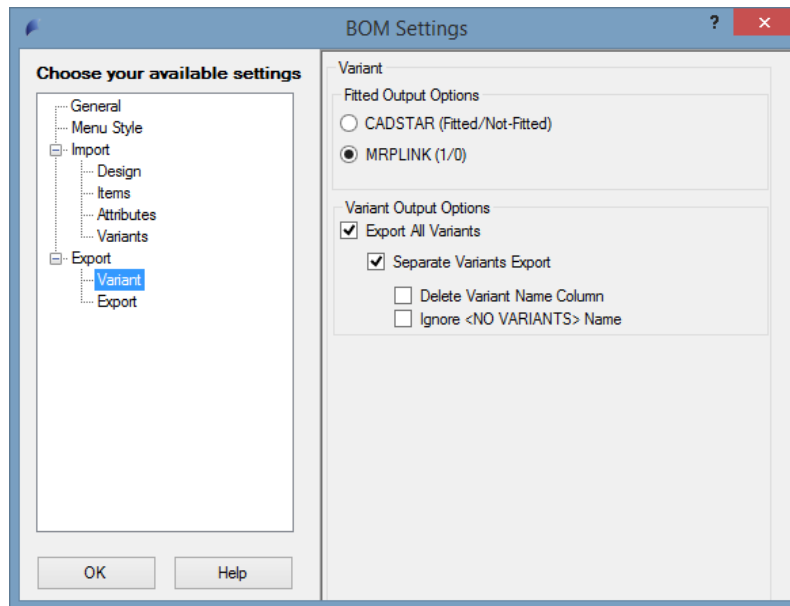 BOM Settings
?
×
Choose your available settings
General
Menu Style
Import
Design
Items
Attributes
Variants
Export
Variant
Export
OK
Help
Variant
Fitted Output Options
CADSTAR (Fitted/Not-Fitted)
MRPLINK (1/0)
Variant Output Options
Export All Variants
Separate Variants Export
Delete Variant Name Column
Ignore <NO VARIANTS> Name